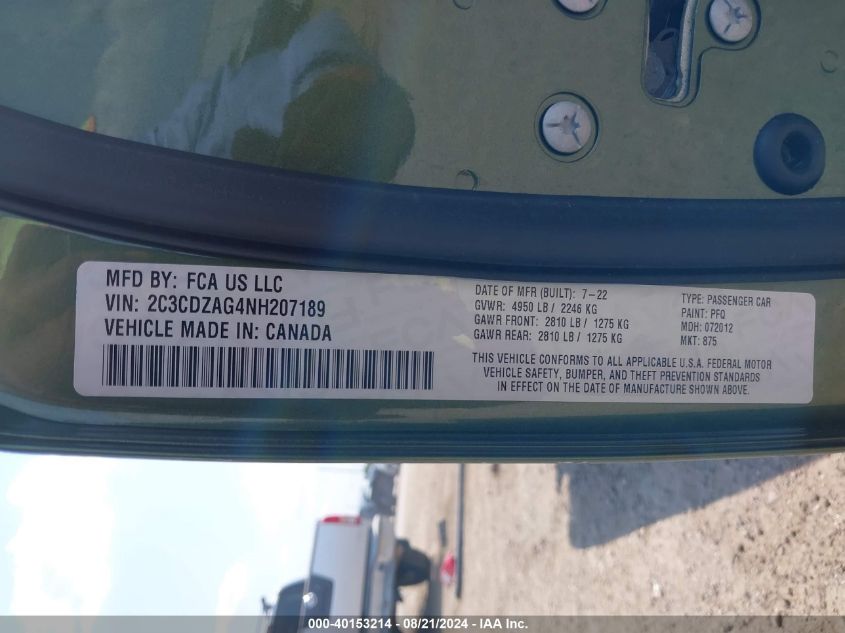 MFD BY: FCA US LLC
VIN: 2C3CDZAG4NH207189
VEHICLE MADE IN: CANADA
DATE OF MFR (BUILT): 7-22
GVWR: 4950 LB / 2246 KG
GAWR FRONT: 2810 LB / 1275 KG
GAWR REAR: 2810 LB / 1275 KG
TYPE: PASSENGER CAR
PAINT: PFQ
MDH: 072012
MKT: 875
THIS VEHICLE CONFORMS TO ALL APPLICABLE U.S.A. FEDERAL MOTOR
VEHICLE SAFETY, BUMPER, AND THEFT PREVENTION STANDARDS
IN EFFECT ON THE DATE OF MANUFACTURE SHOWN ABOVE.
000-40153214 - 08/21/2024 - IAA Inc.